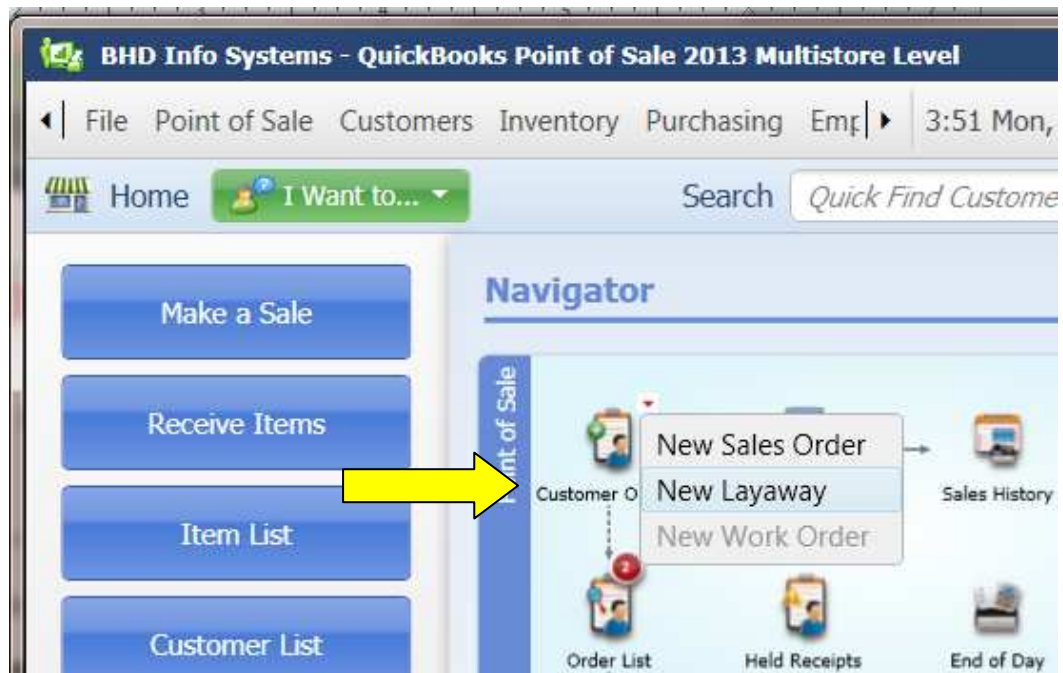 BHD Info Systems - QuickBooks Point of Sale 2013 Multistore Level
File Point of Sale Customers Inventory Purchasing Emp 3:51 Mon,
Home I Want to... Search Quick Find Custome
Make a Sale
Receive Items
Item List
Customer List
Navigator
Point of Sale
New Sales Order
New Layaway
New Work Order
Customer O
Sales History
2
Order List
Held Receipts
End of Day